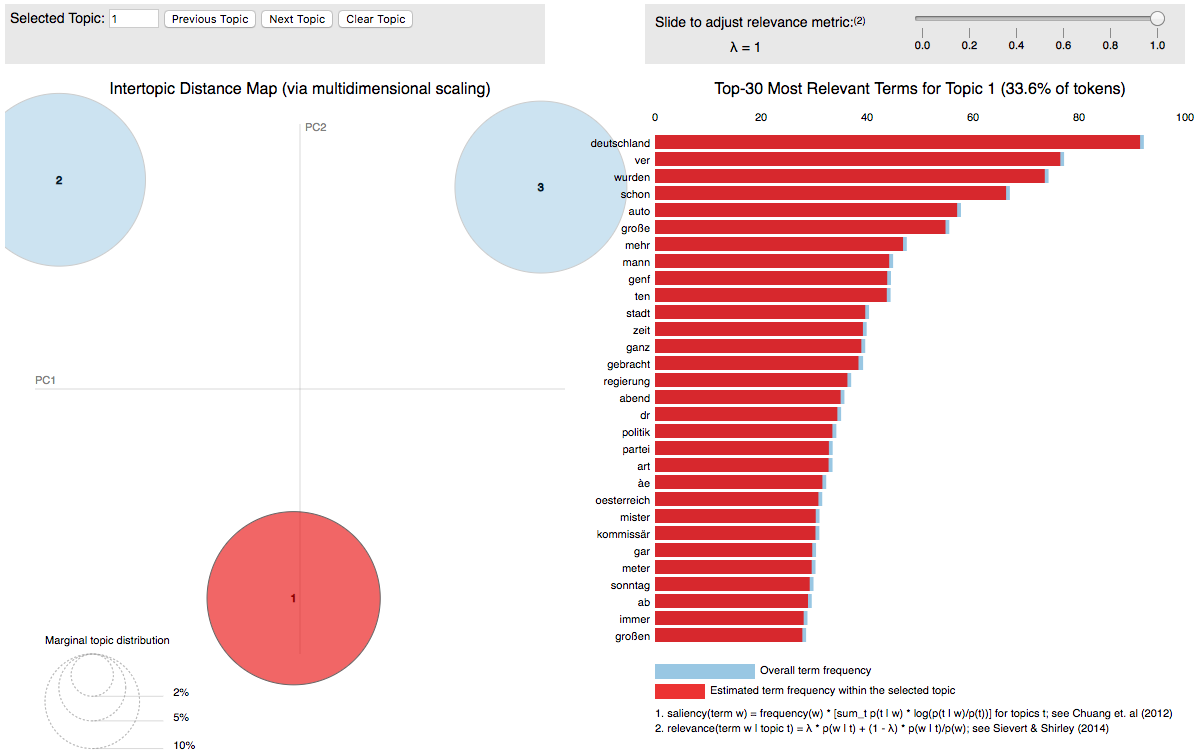 Selected Topic: 1 Previous Topic Next Topic Clear Topic
Slide to adjust relevance metric:(2)
λ = 1
0.0 0.2 0.4 0.6 0.8 1.0
Intertopic Distance Map (via multidimensional scaling)
PC2
PC1
2
3
1
Marginal topic distribution
2%
5%
10%
Top-30 Most Relevant Terms for Topic 1 (33.6% of tokens)
0 20 40 60 80 100
deutschland
ver
wurden
schon
auto
große
mehr
mann
genf
ten
stadt
zeit
ganz
gebracht
regierung
abend
dr
politik
partei
art
àe
oesterreich
mister
kommissär
gar
meter
sonntag
ab
immer
großen
Overall term frequency
Estimated term frequency within the selected topic
1. saliency(term w) = frequency(w) * [sum_t p(t | w) * log(p(t | w)/p(t))] for topics t; see Chuang et. al (2012)
2. relevance(term w | topic t) = λ * p(w | t) + (1 - λ) * p(w | t)/p(w); see Sievert & Shirley (2014)